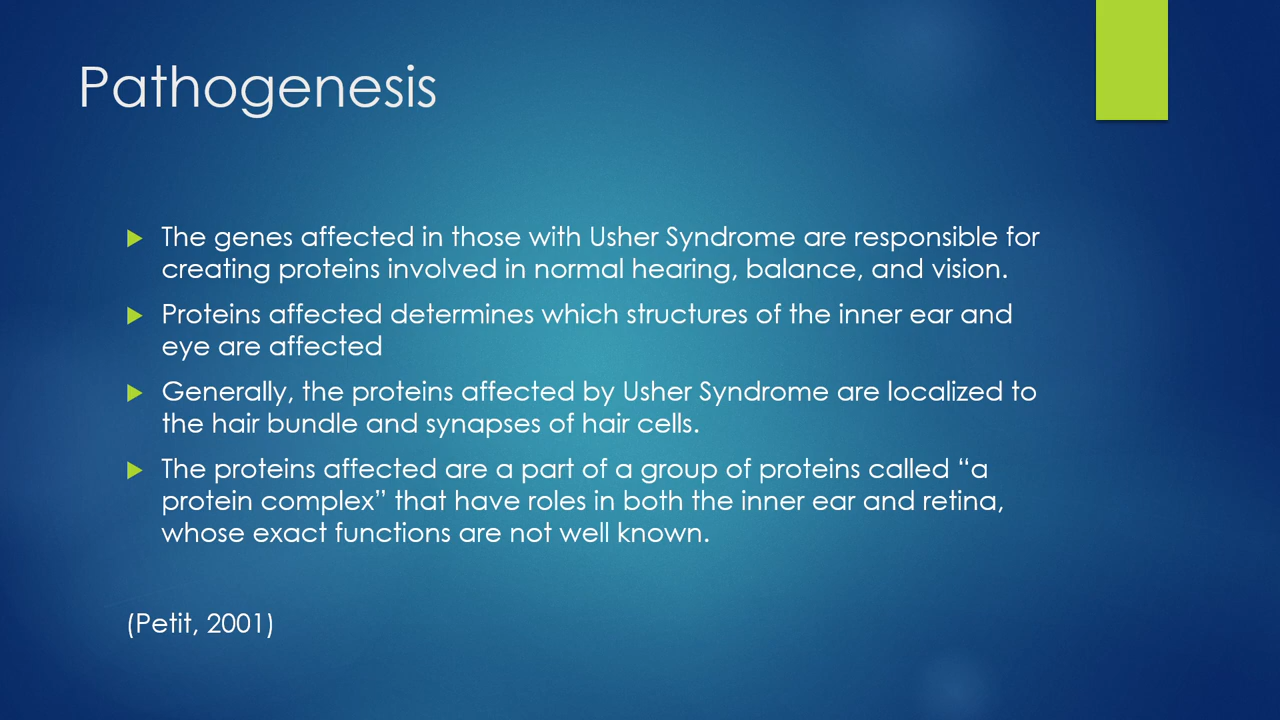 Pathogenesis
The genes affected in those with Usher Syndrome are responsible for
creating proteins involved in normal hearing, balance, and vision.
Proteins affected determines which structures of the inner ear and
eye are affected
Generally, the proteins affected by Usher Syndrome are localized to
the hair bundle and synapses of hair cells.
The proteins affected are a part of a group of proteins called “a
protein complex” that have roles in both the inner ear and retina,
whose exact functions are not well known.
(Petit, 2001)